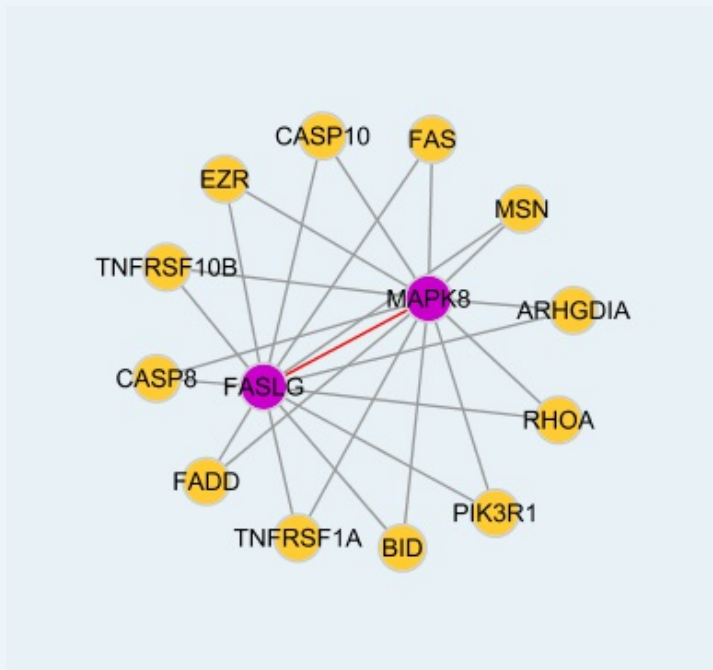 CASP10
FAS
EZR
MSN
TNFRSF10B
MAPK8
ARHGDIA
CASP8
FASLG
RHOA
FADD
PIK3R1
TNFRSF1A
BID